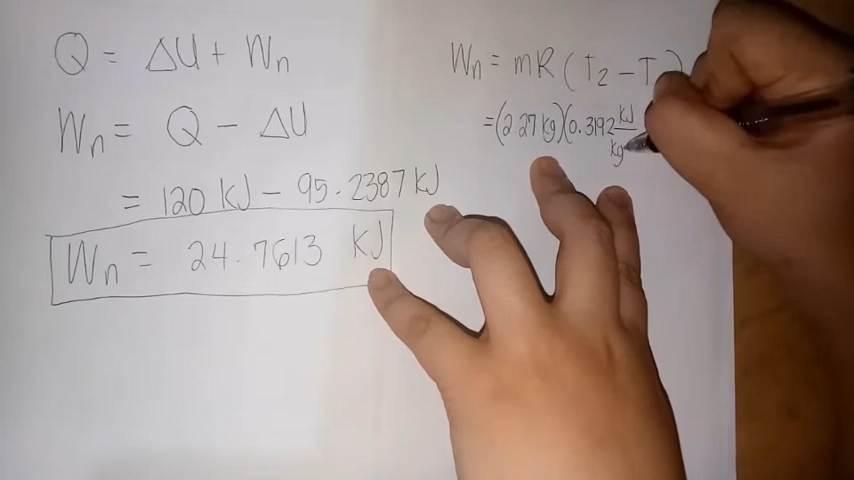 Q = ΔU + Wn
Wn = Q - ΔU
= 120 KJ - 95.2387 KJ
Wn = 24.7613 KJ
Wn = mR (T2 - T
= (2.27 kg)(0.3192 KJ/kg